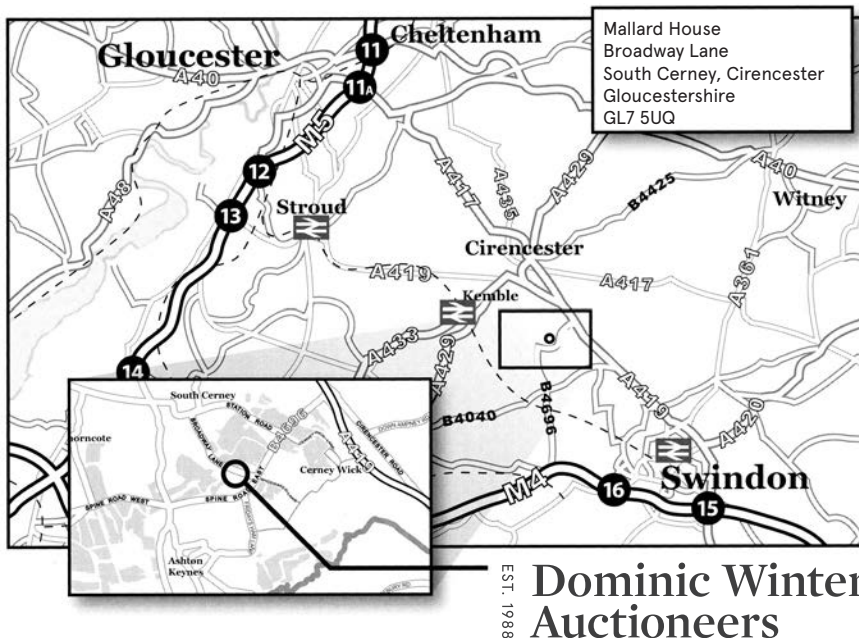 11
Cheltenham
Gloucester
A40
11A
M5
A48
12
13
Stroud
A417
A435
A429
B4425
A40
Witney
Cirencester
A419
A417
A361
Kemble
A433
A429
14
B4040
B4696
A419
A420
Swindon
M4
16
15
Mallard House
Broadway Lane
South Cerney, Cirencester
Gloucestershire
GL7 5UQ
South Cerney
STATION ROAD
BROADWAY LANE
B4696
A419
CIRENCESTER ROAD
DOWN AMPNEY
Cerney Wick
SPINE ROAD WEST
SPINE ROAD EAST
Ashton
Keynes
EST. 1988
Dominic Winter
Auctioneers